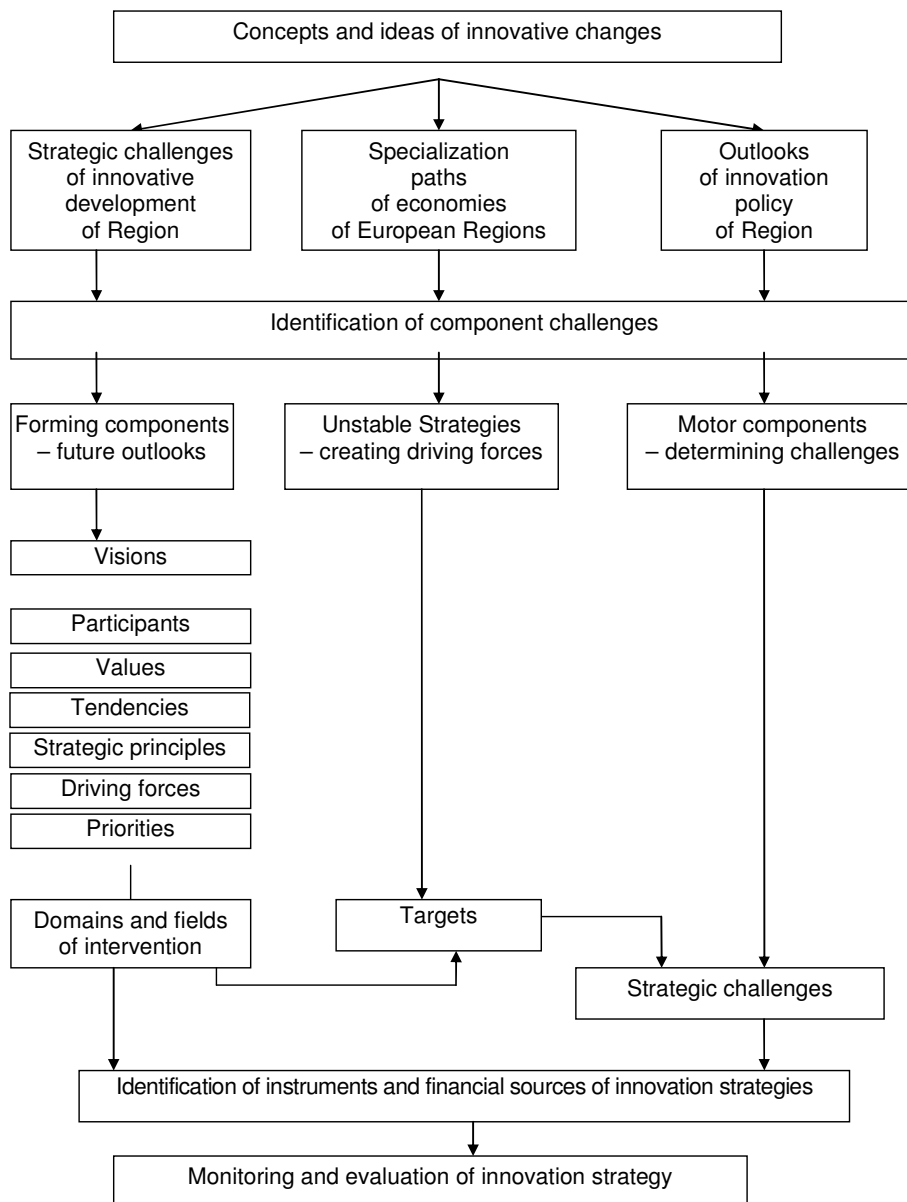 Concepts and ideas of innovative changes
Strategic challenges
of innovative
development
of Region
Specialization
paths
of economies
of European Regions
Outlooks
of innovation
policy
of Region
Identification of component challenges
Forming components
– future outlooks
Unstable Strategies
– creating driving forces
Motor components
– determining challenges
Visions
Participants
Values
Tendencies
Strategic principles
Driving forces
Priorities
Domains and fields
of intervention
Targets
Strategic challenges
Identification of instruments and financial sources of innovation strategies
Monitoring and evaluation of innovation strategy